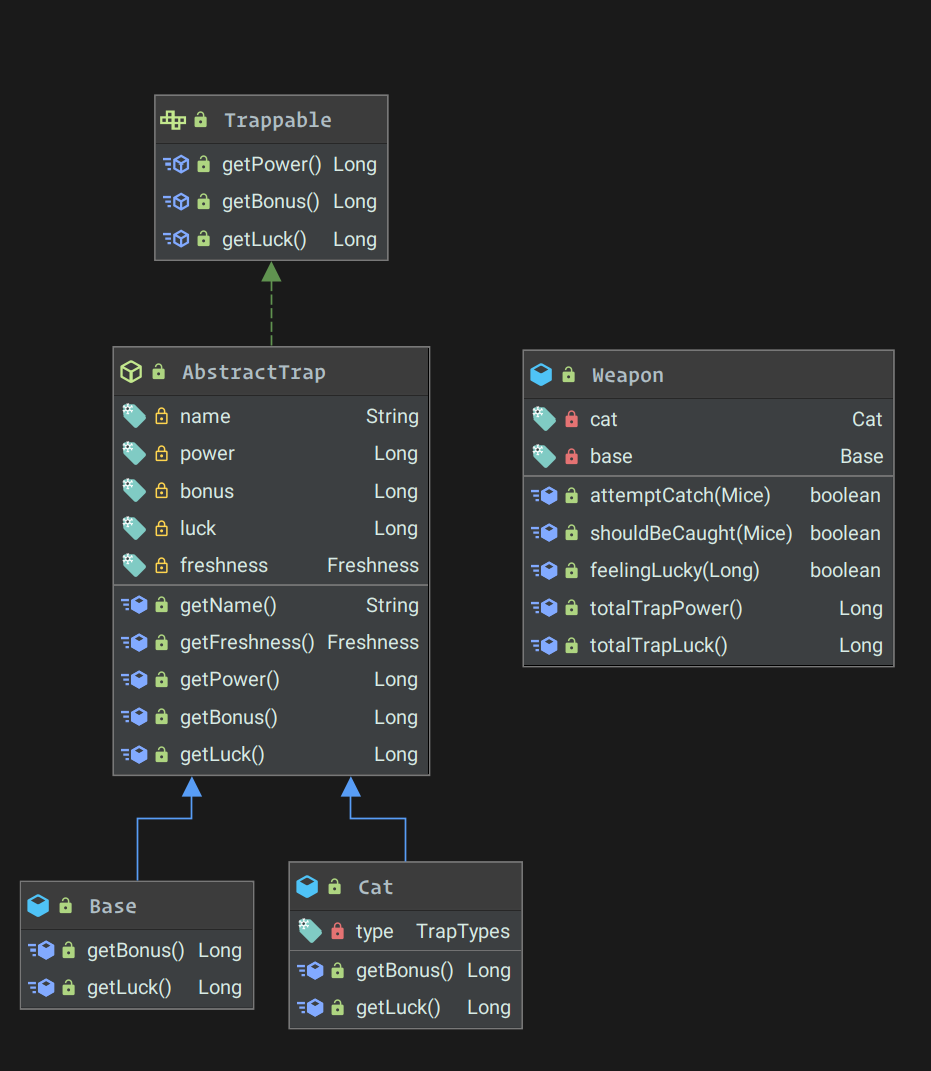 Trappable
getPower() Long
getBonus() Long
getLuck() Long
AbstractTrap
name String
power Long
bonus Long
luck Long
freshness Freshness
getName() String
getFreshness() Freshness
getPower() Long
getBonus() Long
getLuck() Long
Weapon
cat Cat
base Base
attemptCatch(Mice) boolean
shouldBeCaught(Mice) boolean
feelingLucky(Long) boolean
totalTrapPower() Long
totalTrapLuck() Long
Base
getBonus() Long
getLuck() Long
Cat
type TrapTypes
getBonus() Long
getLuck() Long